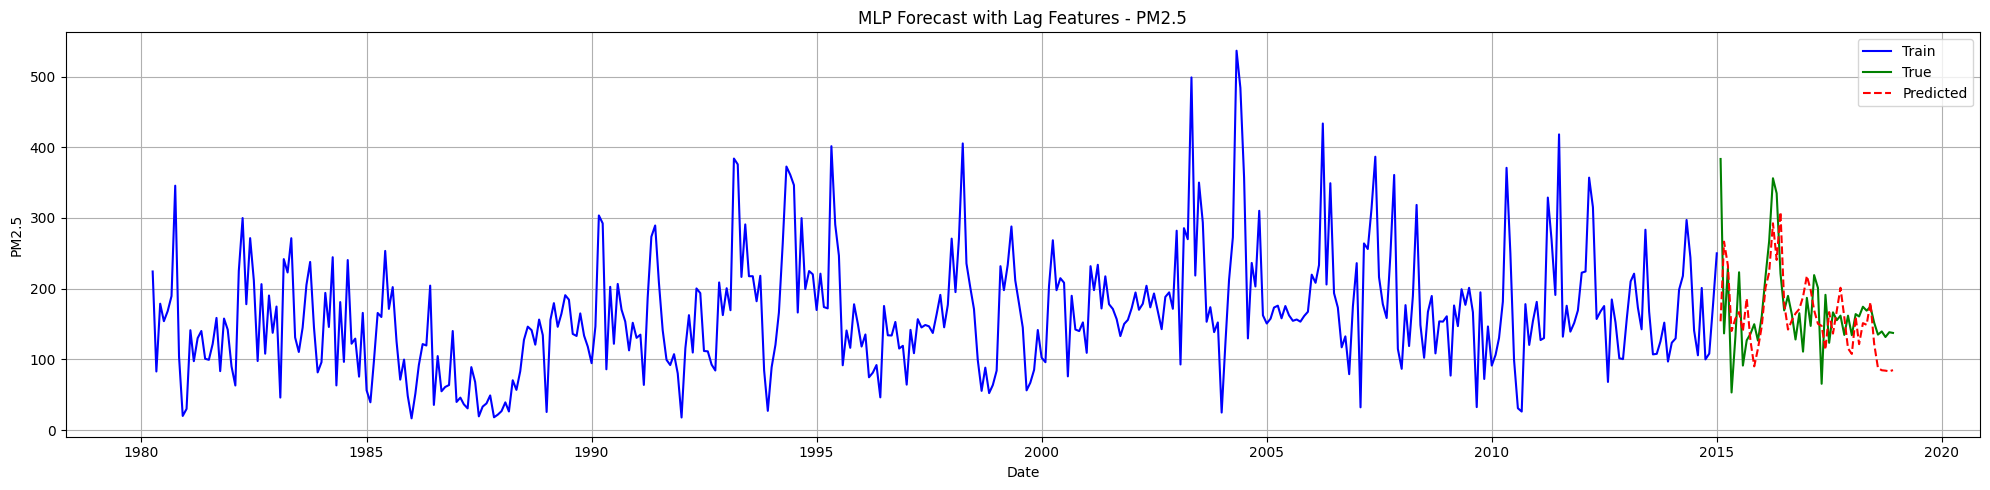 MLP Forecast with Lag Features - PM2.5
Train
True
Predicted
PM2.5
500
400
300
200
100
0
1980 1985 1990 1995 2000 2005 2010 2015 2020
Date